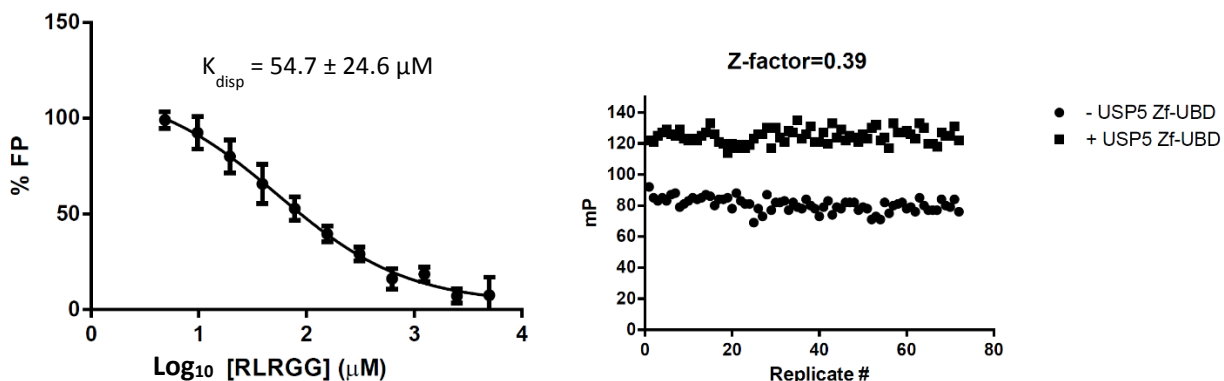 150
100
50
0
% FP
K disp = 54.7 ± 24.6 µM
0 1 2 3 4
Log₁₀ [RLRGG] (µM)
Z-factor=0.39
140
120
100
80
60
40
20
0
mP
0 20 40 60 80
Replicate #
- USP5 Zf-UBD
+ USP5 Zf-UBD